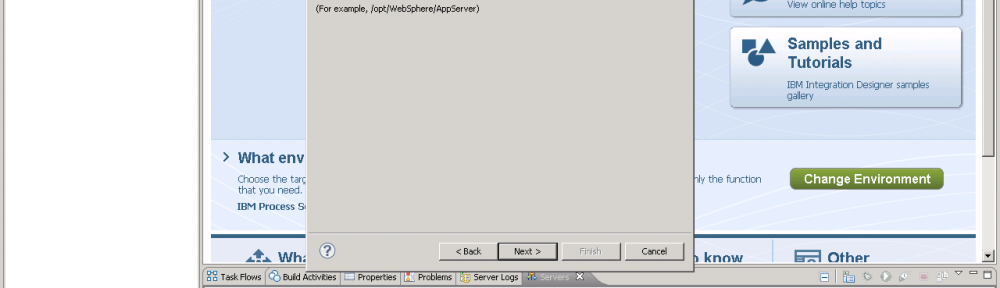 (For example, /opt/WebSphere/AppServer)
View online help topics
Samples and
Tutorials
IBM Integration Designer samples
gallery
What env
Choose the targ
that you need.
IBM Process S
nly the function
Change Environment
< Back
Next >
Finish
Cancel
Wha
o know
Other
Task Flows
Build Activities
Properties
Problems
Server Logs
Servers